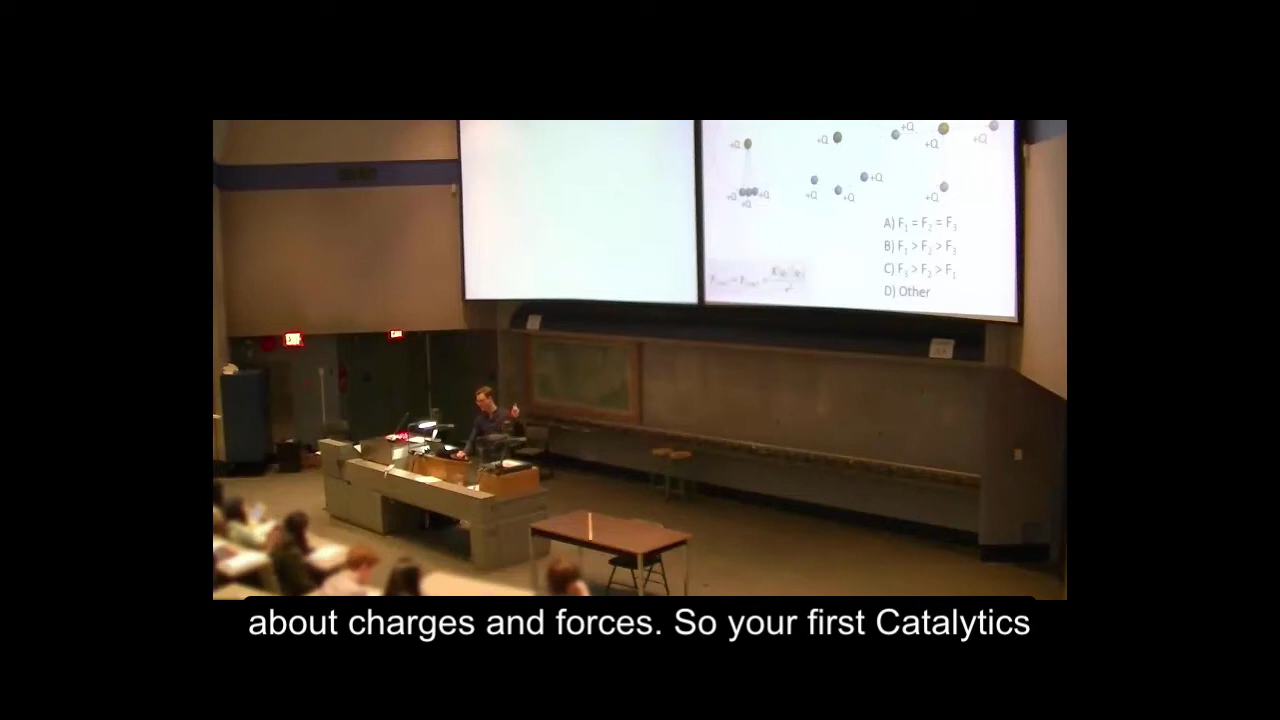 +Q +Q +Q +Q +Q
+Q +Q +Q +Q +Q +Q +Q
A) F₁ = F₂ = F₃
B) F₁ > F₂ > F₃
C) F₃ > F₂ > F₁
D) Other
about charges and forces. So your first Catalytics